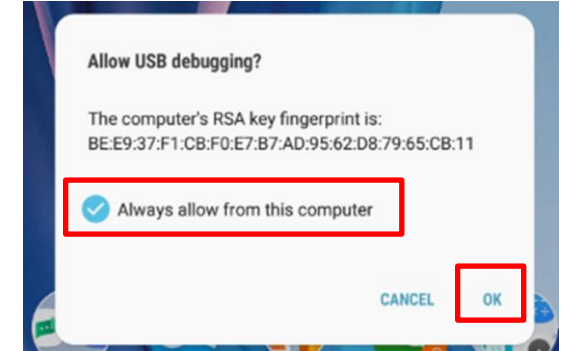 Allow USB debugging?
The computer's RSA key fingerprint is:
BE:E9:37:F1:CB:F0:E7:B7:AD:95:62:D8:79:65:CB:11
Always allow from this computer
CANCEL OK